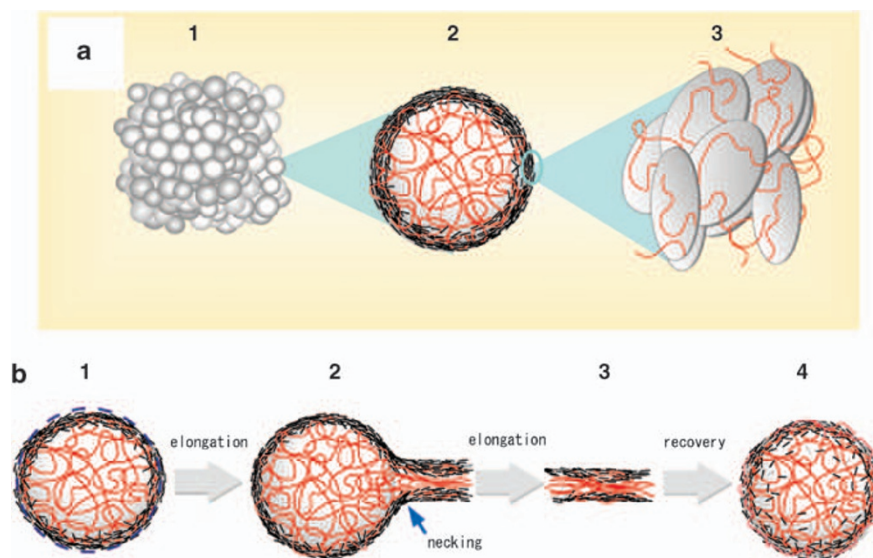 a
1 2 3
b
1 2 3 4
elongation elongation recovery
necking